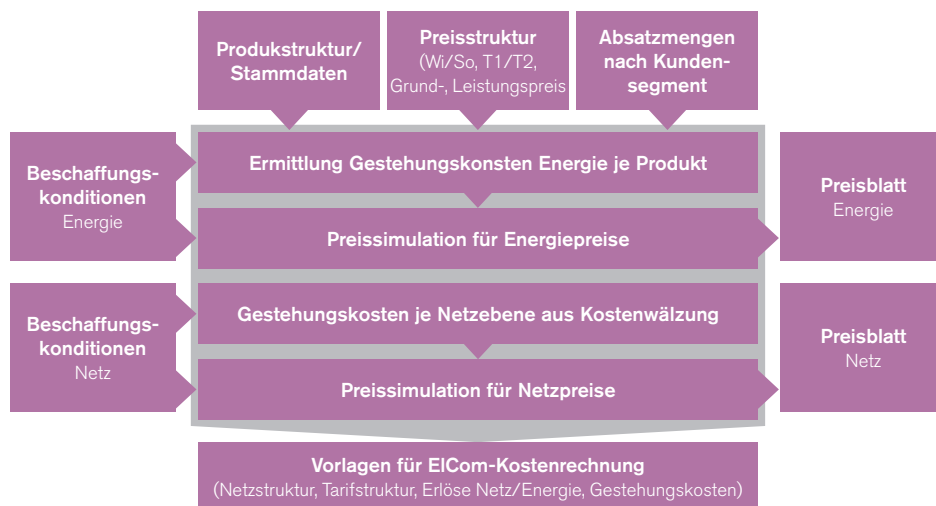 Produkstruktur/
Stammdaten
Preisstruktur
(Wi/So, T1/T2,
Grund-, Leistungspreis
Absatzmengen
nach Kunden-
segment
Beschaffungs-
konditionen
Energie
Ermittlung Gestehungskonsten Energie je Produkt
Preissimulation für Energiepreise
Preisblatt
Energie
Beschaffungs-
konditionen
Netz
Gestehungskosten je Netzebene aus Kostenwälzung
Preissimulation für Netzpreise
Preisblatt
Netz
Vorlagen für ElCom-Kostenrechnung
(Netzstruktur, Tarifstruktur, Erlöse Netz/Energie, Gestehungskosten)